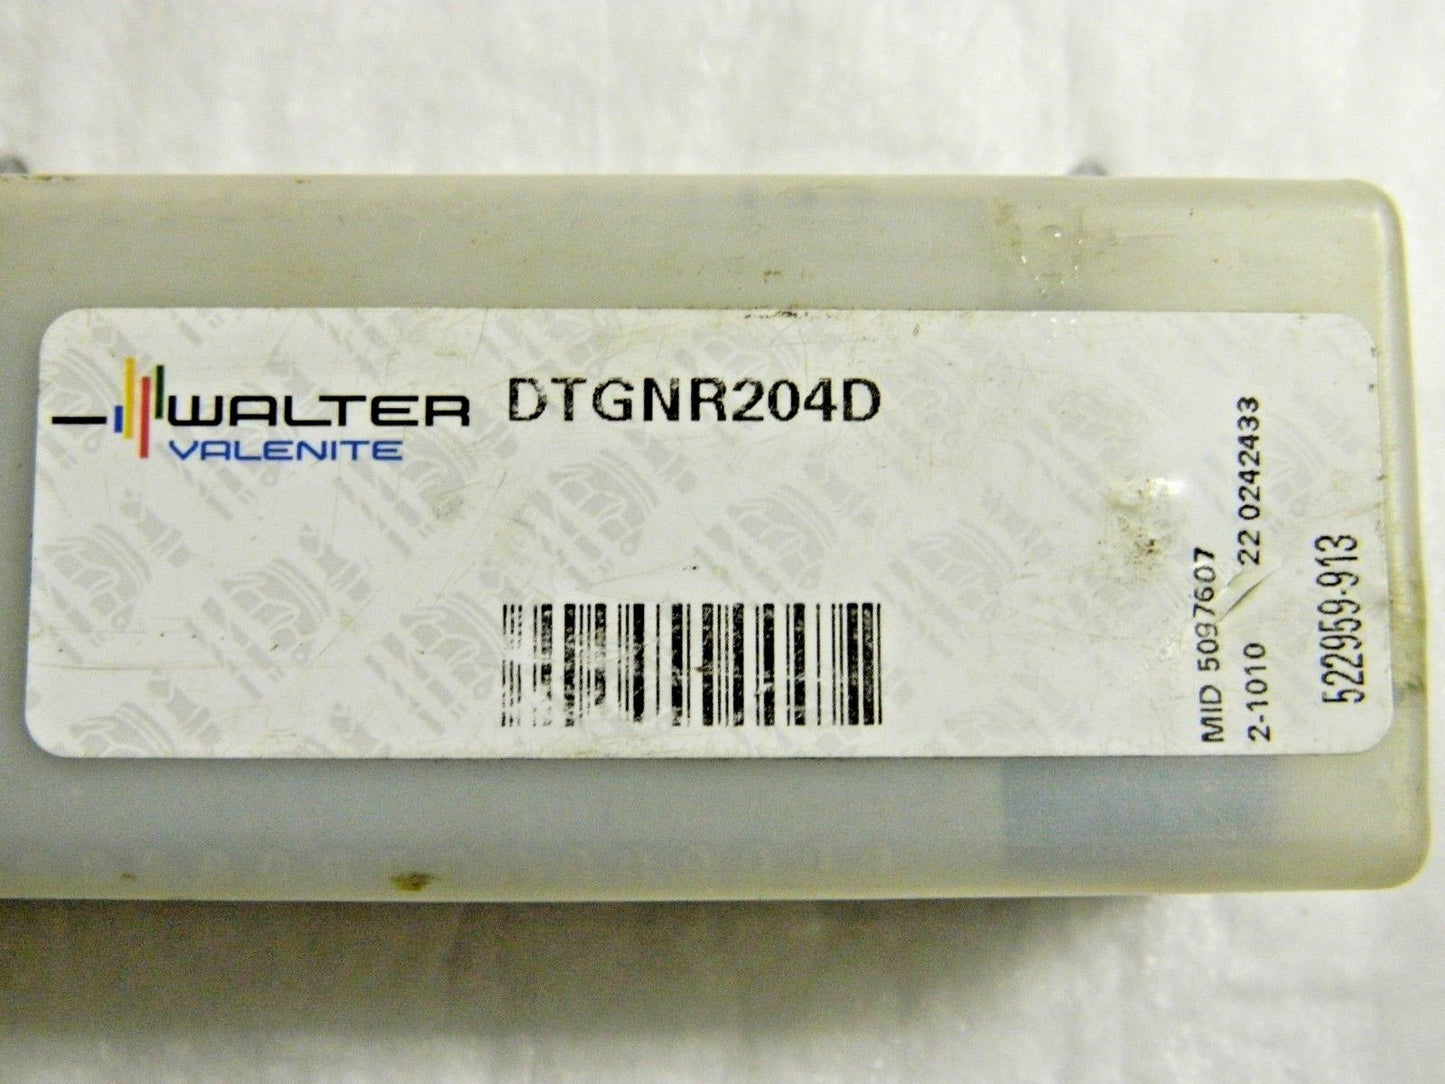 WALTER
VALENITE
DTGNR204D
MID 5097607
2-1010 22 0242433
522959-913